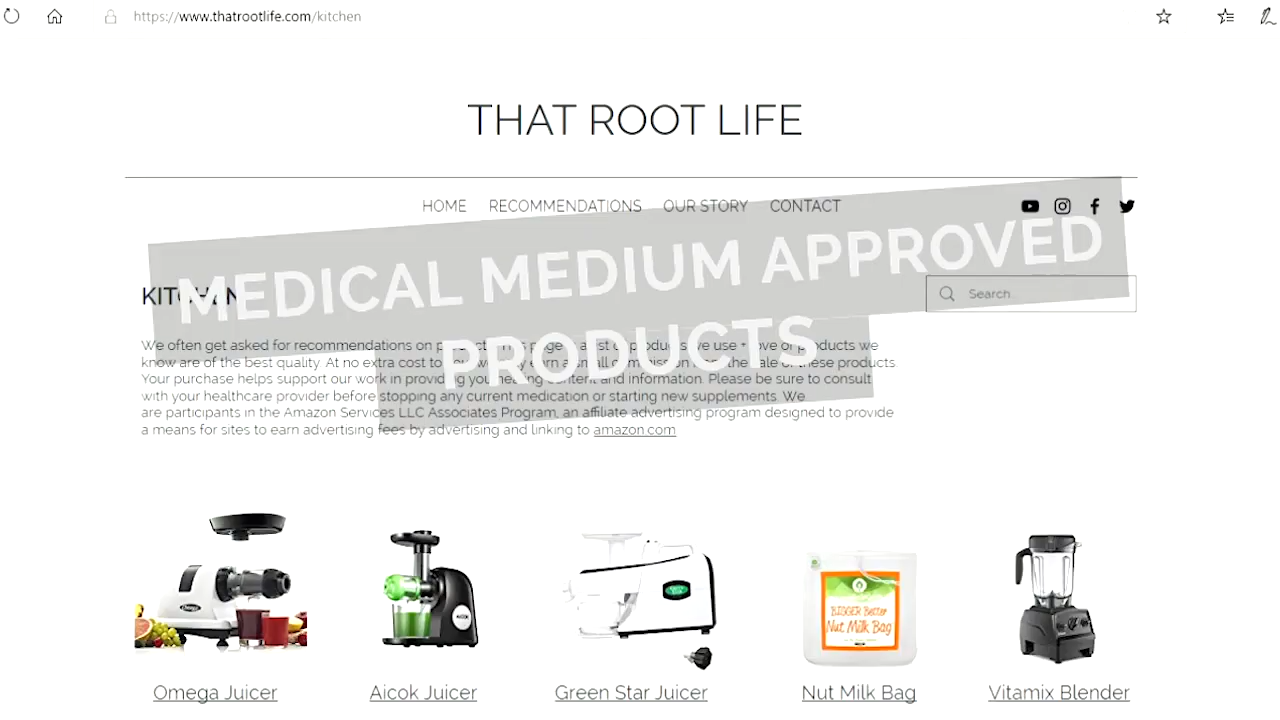 https://www.thatrootlife.com/kitchen
THAT ROOT LIFE
HOME RECOMMENDATIONS OUR STORY CONTACT
MEDICAL MEDIUM APPROVED
PRODUCTS
KITCHEN
Search
We often get asked for recommendations on products. This page is a list of products we use + love or products we
know are of the best quality. At no extra cost to you, we may earn a small commission from the sale of these products.
Your purchase helps support our work in providing you healing content and information. Please be sure to consult
with your healthcare provider before stopping any current medication or starting new supplements. We
are participants in the Amazon Services LLC Associates Program, an affiliate advertising program designed to provide
a means for sites to earn advertising fees by advertising and linking to amazon.com
BIGGER Better
Nut Milk Bag
Omega Juicer
Aicok Juicer
Green Star Juicer
Nut Milk Bag
Vitamix Blender